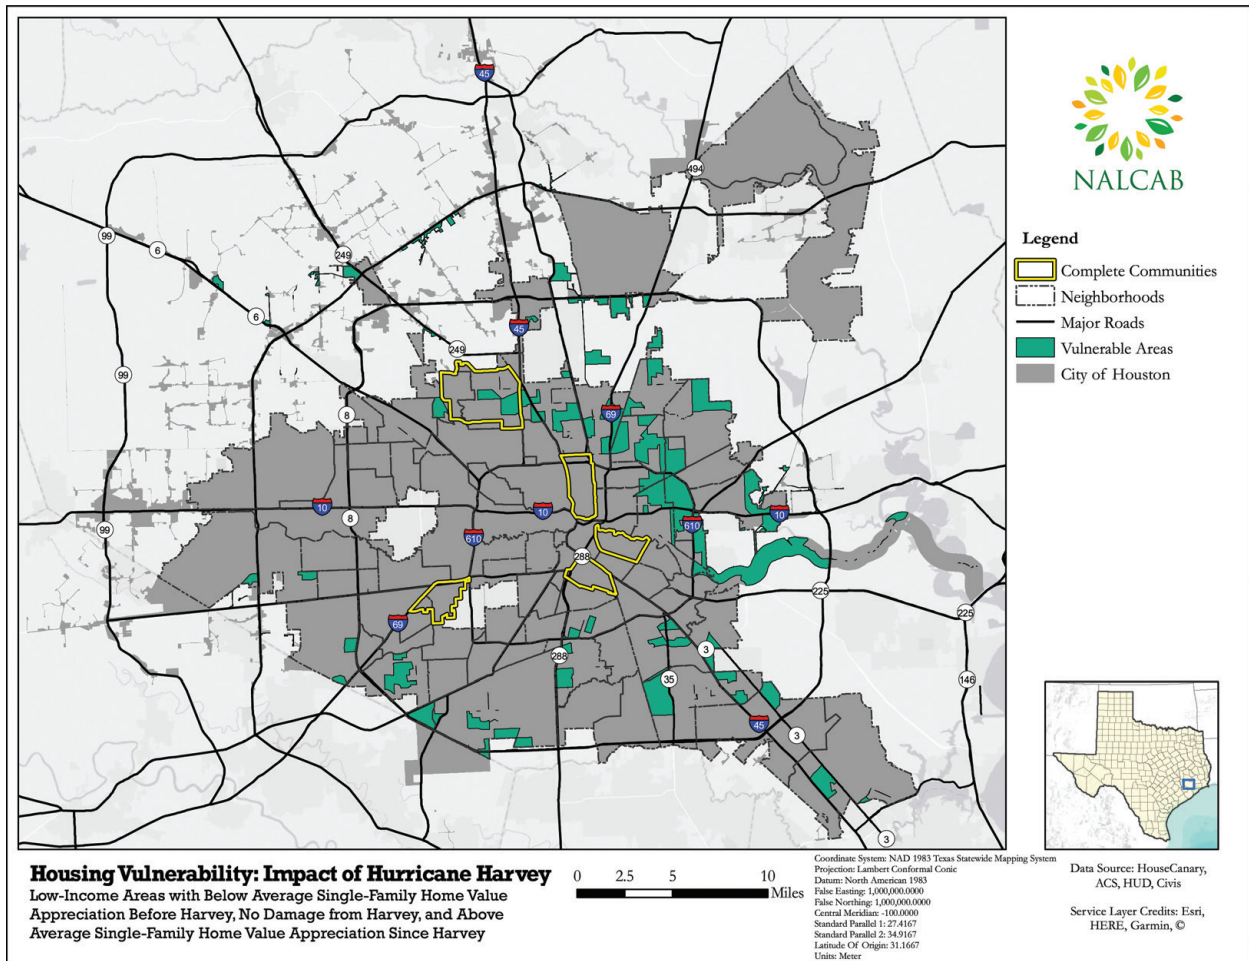 45
494
99
6
249
6
45
249
99
8
69
10
8
10
610
610
10
99
288
225
225
69
288
3
35
146
45
3
3
NALCAB
Legend
Complete Communities
Neighborhoods
Major Roads
Vulnerable Areas
City of Houston
Housing Vulnerability: Impact of Hurricane Harvey
Low-Income Areas with Below Average Single-Family Home Value
Appreciation Before Harvey, No Damage from Harvey, and Above
Average Single-Family Home Value Appreciation Since Harvey
0 2.5 5 10
Miles
Coordinate System: NAD 1983 Texas Statewide Mapping System
Projection: Lambert Conformal Conic
Datum: North American 1983
False Easting: 1,000,000.0000
False Northing: 1,000,000.0000
Central Meridian: -100.0000
Standard Parallel 1: 27.4167
Standard Parallel 2: 34.9167
Latitude Of Origin: 31.1667
Units: Meter
Data Source: HouseCanary,
ACS, HUD, Civis
Service Layer Credits: Esri,
HERE, Garmin, ©